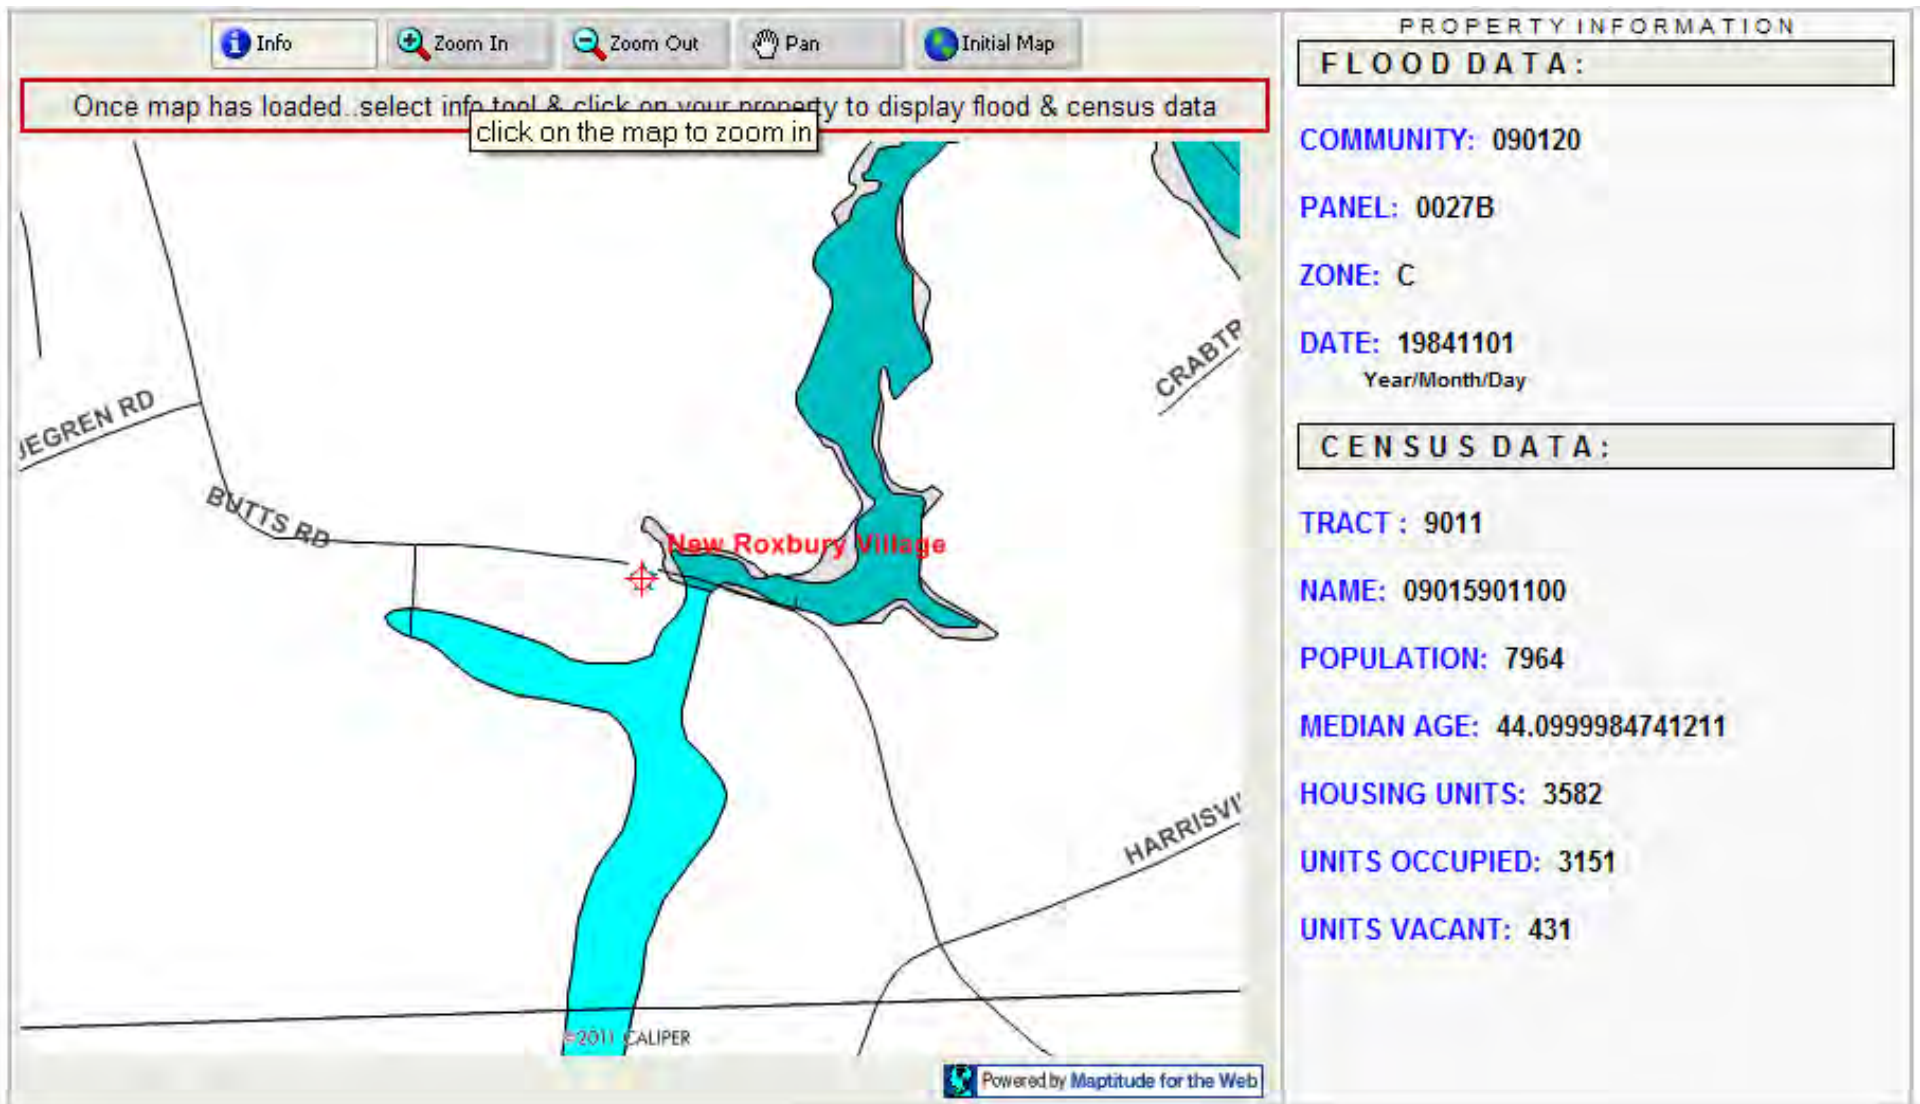 Info
Zoom In
Zoom Out
Pan
Initial Map
Once map has loaded..select info tool & click on your property to display flood & census data
click on the map to zoom in
JEGREN RD
BUTTS RD
New Roxbury Village
CRABTR
HARRISVI
©2011 CALIPER
Powered by Maptitude for the Web
PROPERTY INFORMATION
FLOOD DATA:
COMMUNITY: 090120
PANEL: 0027B
ZONE: C
DATE: 19841101
Year/Month/Day
CENSUS DATA:
TRACT : 9011
NAME: 09015901100
POPULATION: 7964
MEDIAN AGE: 44.0999984741211
HOUSING UNITS: 3582
UNITS OCCUPIED: 3151
UNITS VACANT: 431